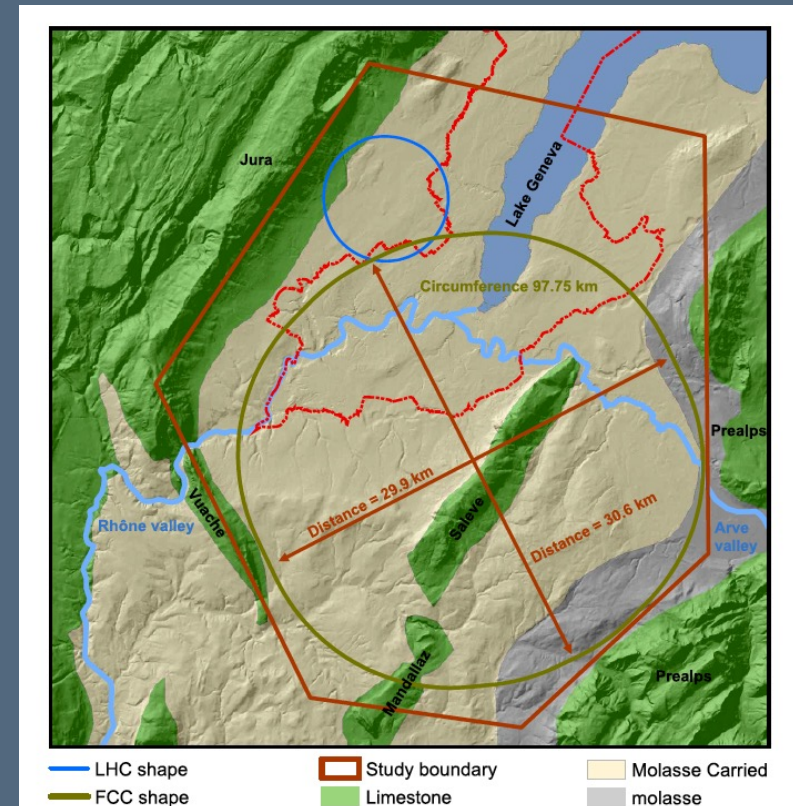 Jura
Lake Geneva
Circumference 97.75 km
Prealps
Distance = 29.9 km
Distance = 30.6 km
Rhône valley
Vuache
Saleve
Arve
valley
Mandallaz
Prealps
LHC shape
Study boundary
Molasse Carried
FCC shape
Limestone
molasse